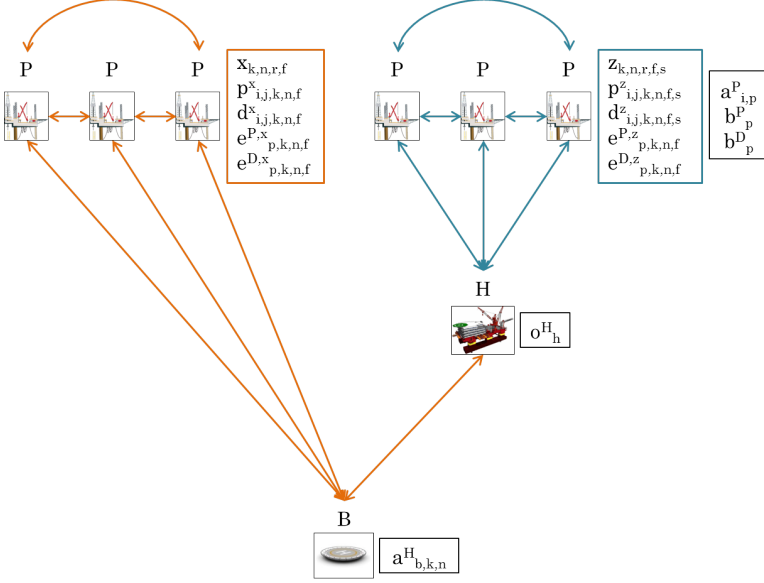 P P P
P P P
x_{k,n,r,f}
p^x_{i,j,k,n,f}
d^x_{i,j,k,n,f}
e^{P,x}_{p,k,n,f}
e^{D,x}_{p,k,n,f}
z_{k,n,r,f,s}
p^z_{i,j,k,n,f,s}
d^z_{i,j,k,n,f,s}
e^{P,z}_{p,k,n,f}
e^{D,z}_{p,k,n,f}
a^P_{i,p}
b^P_p
b^D_p
H
o^H_h
B
a^H_{b,k,n}